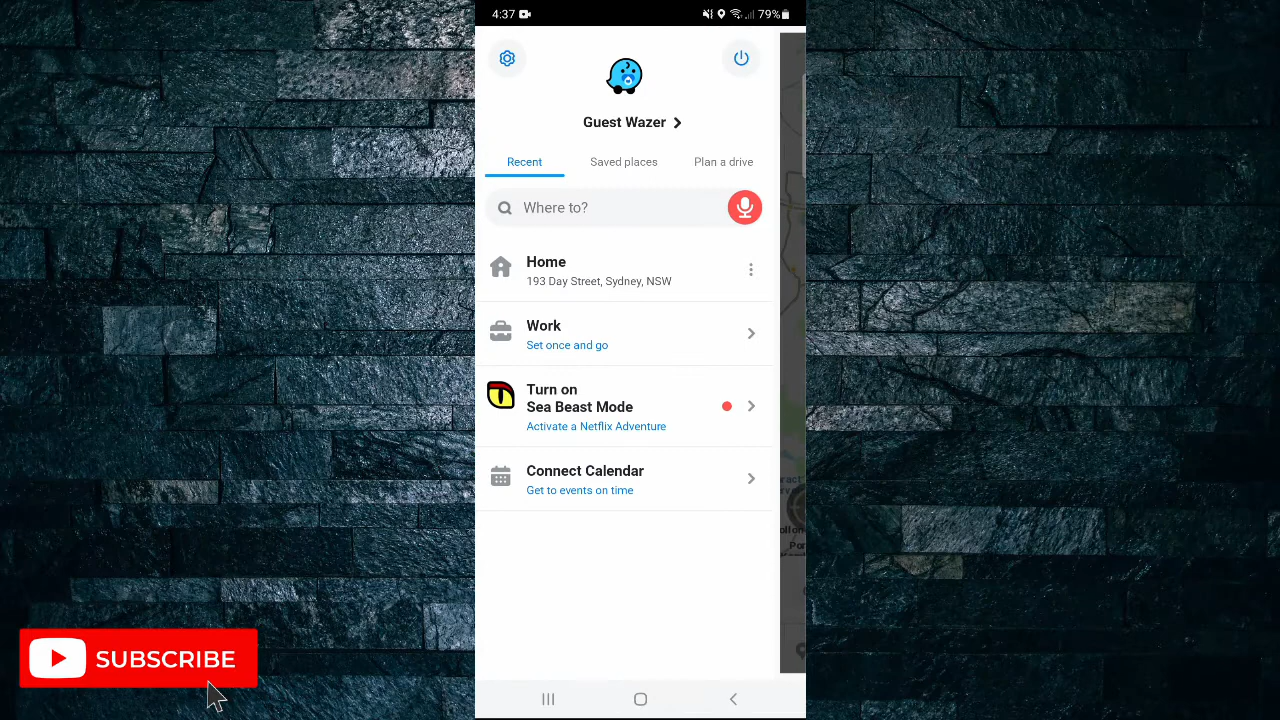 4:37
79%
Guest Wazer
Recent
Saved places
Plan a drive
Where to?
Home
193 Day Street, Sydney, NSW
Work
Set once and go
Turn on
Sea Beast Mode
Activate a Netflix Adventure
Connect Calendar
Get to events on time
SUBSCRIBE